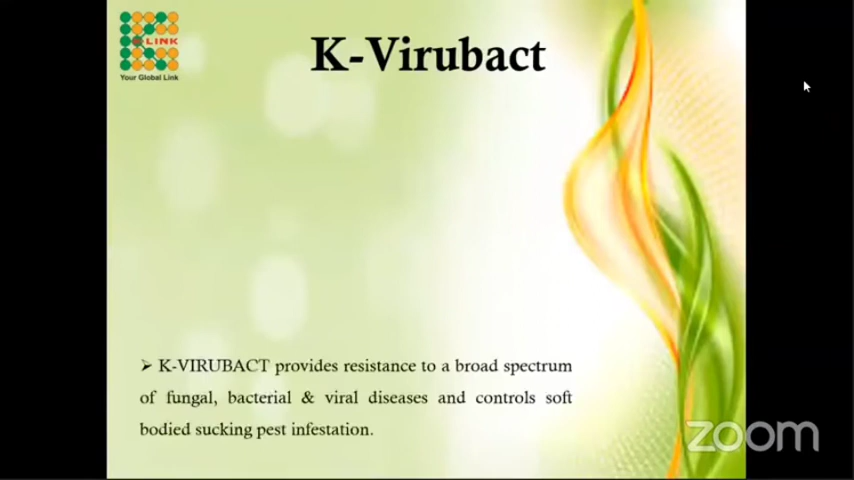 K-Virubact
LINK
Your Global Link
K-VIRUBACT provides resistance to a broad spectrum
of fungal, bacterial & viral diseases and controls soft
bodied sucking pest infestation.
zoom